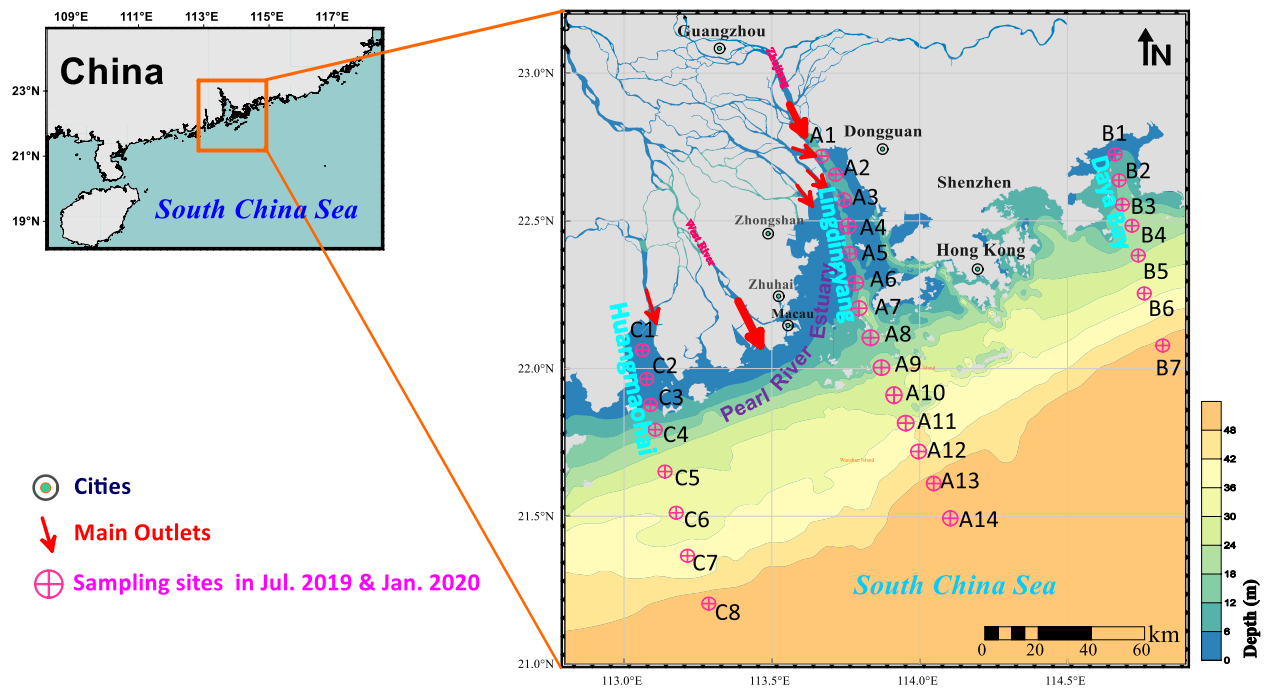 109°E 113°E 115°E 117°E
23°N
21°N
19°N
China
South China Sea
Cities
Main Outlets
Sampling sites in Jul. 2019 & Jan. 2020
23.0°N
22.5°N
22.0°N
21.5°N
21.0°N
113.0°E 113.5°E 114.0°E 114.5°E
N
Guangzhou
Dongguan
Shenzhen
Hong Kong
Zhongshan
Zhuhai
Macau
West River
Lingdingyang
Pearl River Estuary
Huangmaohai
Daya Bay
A1
A2
A3
A4
A5
A6
A7
A8
A9
A10
A11
A12
A13
A14
B1
B2
B3
B4
B5
B6
B7
C1
C2
C3
C4
C5
C6
C7
C8
South China Sea
0 20 40 60 km
48
42
36
30
24
18
12
6
0
Depth (m)